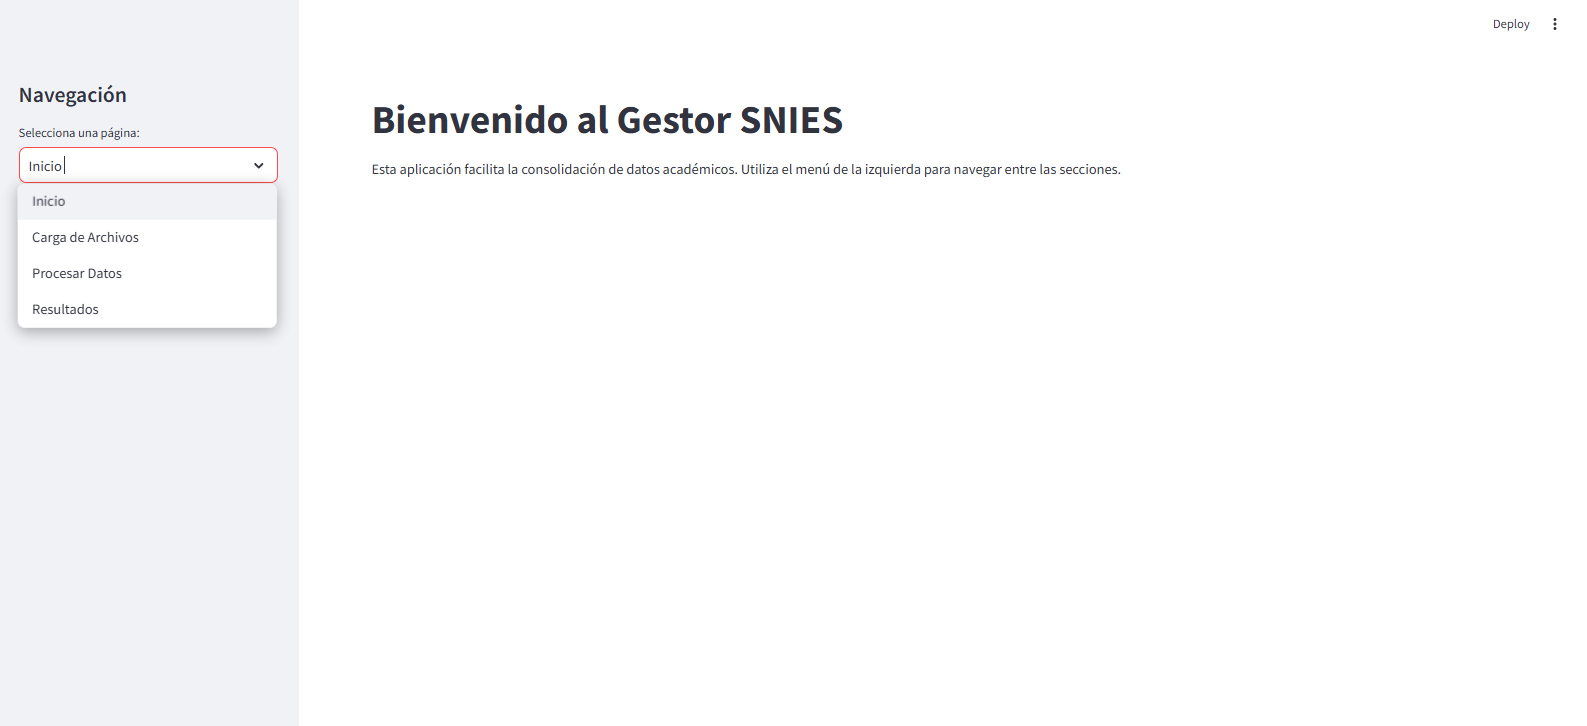 Deploy
Navegación
Selecciona una página:
Inicio
Inicio
Carga de Archivos
Procesar Datos
Resultados
Bienvenido al Gestor SNIES
Esta aplicación facilita la consolidación de datos académicos. Utiliza el menú de la izquierda para navegar entre las secciones.